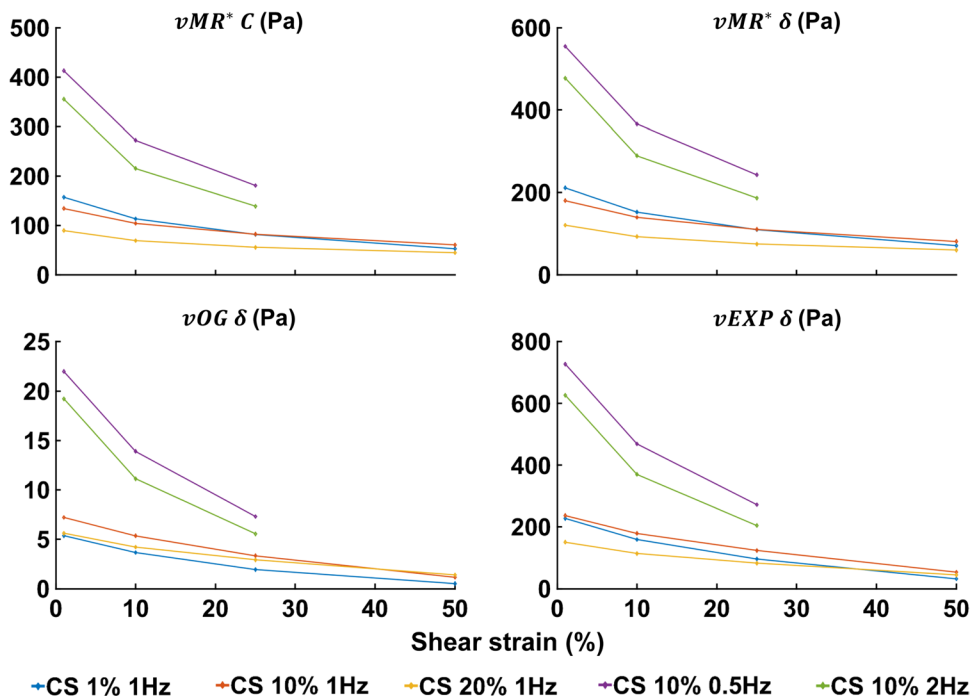 vMR* C (Pa)
500
400
300
200
100
0
vMR* δ (Pa)
600
400
200
0
vOG δ (Pa)
25
20
15
10
5
0
0 10 20 30 40 50
vEXP δ (Pa)
800
600
400
200
0
0 10 20 30 40 50
Shear strain (%)
CS 1% 1Hz CS 10% 1Hz CS 20% 1Hz CS 10% 0.5Hz CS 10% 2Hz